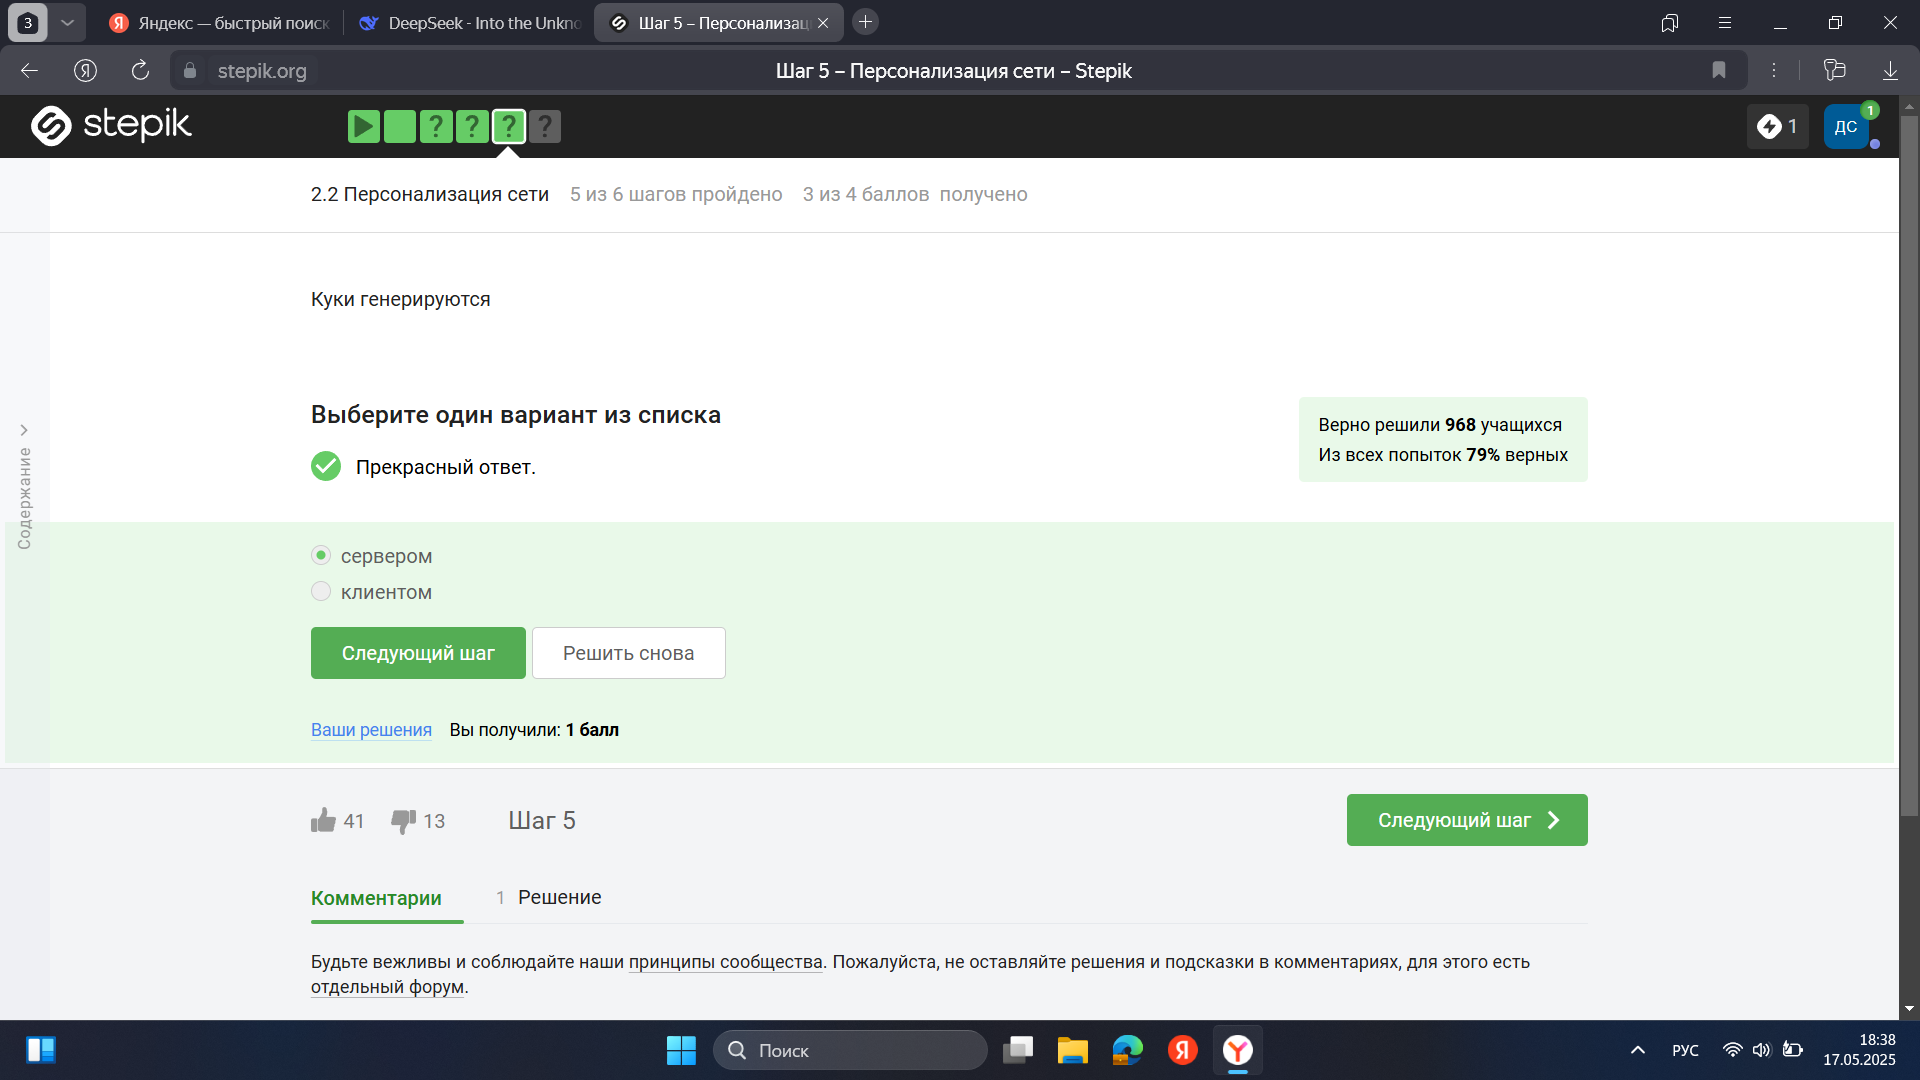 3
Яндекс — быстрый поиск
DeepSeek - Into the Unkno
Шаг 5 – Персонализац
stepik.org
Шаг 5 – Персонализация сети – Stepik
stepik
?
?
?
?
1
ДС
1
2.2 Персонализация сети 5 из 6 шагов пройдено 3 из 4 баллов получено
Содержание
Куки генерируются
Выберите один вариант из списка
Прекрасный ответ.
Верно решили 968 учащихся
Из всех попыток 79% верных
сервером
клиентом
Следующий шаг
Решить снова
Ваши решения Вы получили: 1 балл
41
13
Шаг 5
Следующий шаг
Комментарии
1 Решение
Будьте вежливы и соблюдайте наши принципы сообщества. Пожалуйста, не оставляйте решения и подсказки в комментариях, для этого есть
отдельный форум.
Поиск
РУС
18:38
17.05.2025